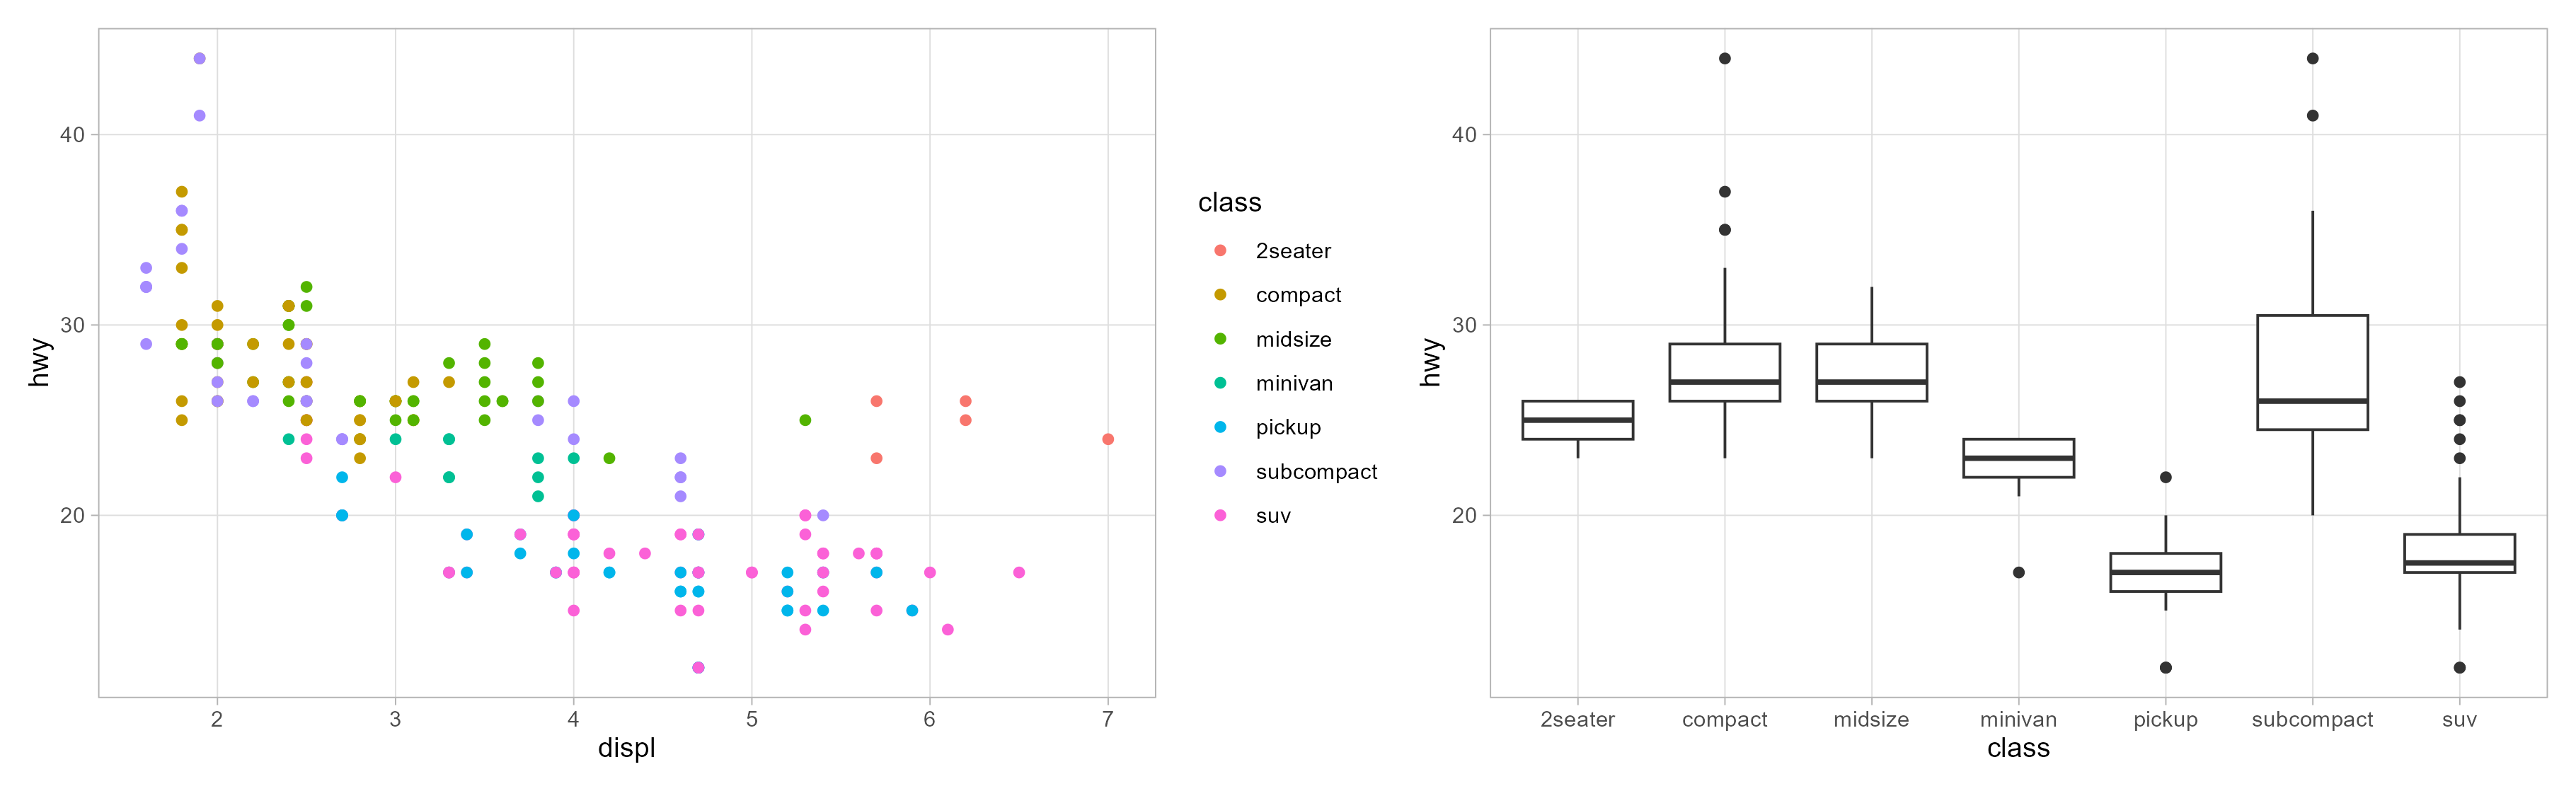 hwy
40
30
20
2
3
4
5
6
7
displ
class
2seater
compact
midsize
minivan
pickup
subcompact
suv
hwy
40
30
20
2seater
compact
midsize
minivan
pickup
subcompact
suv
class